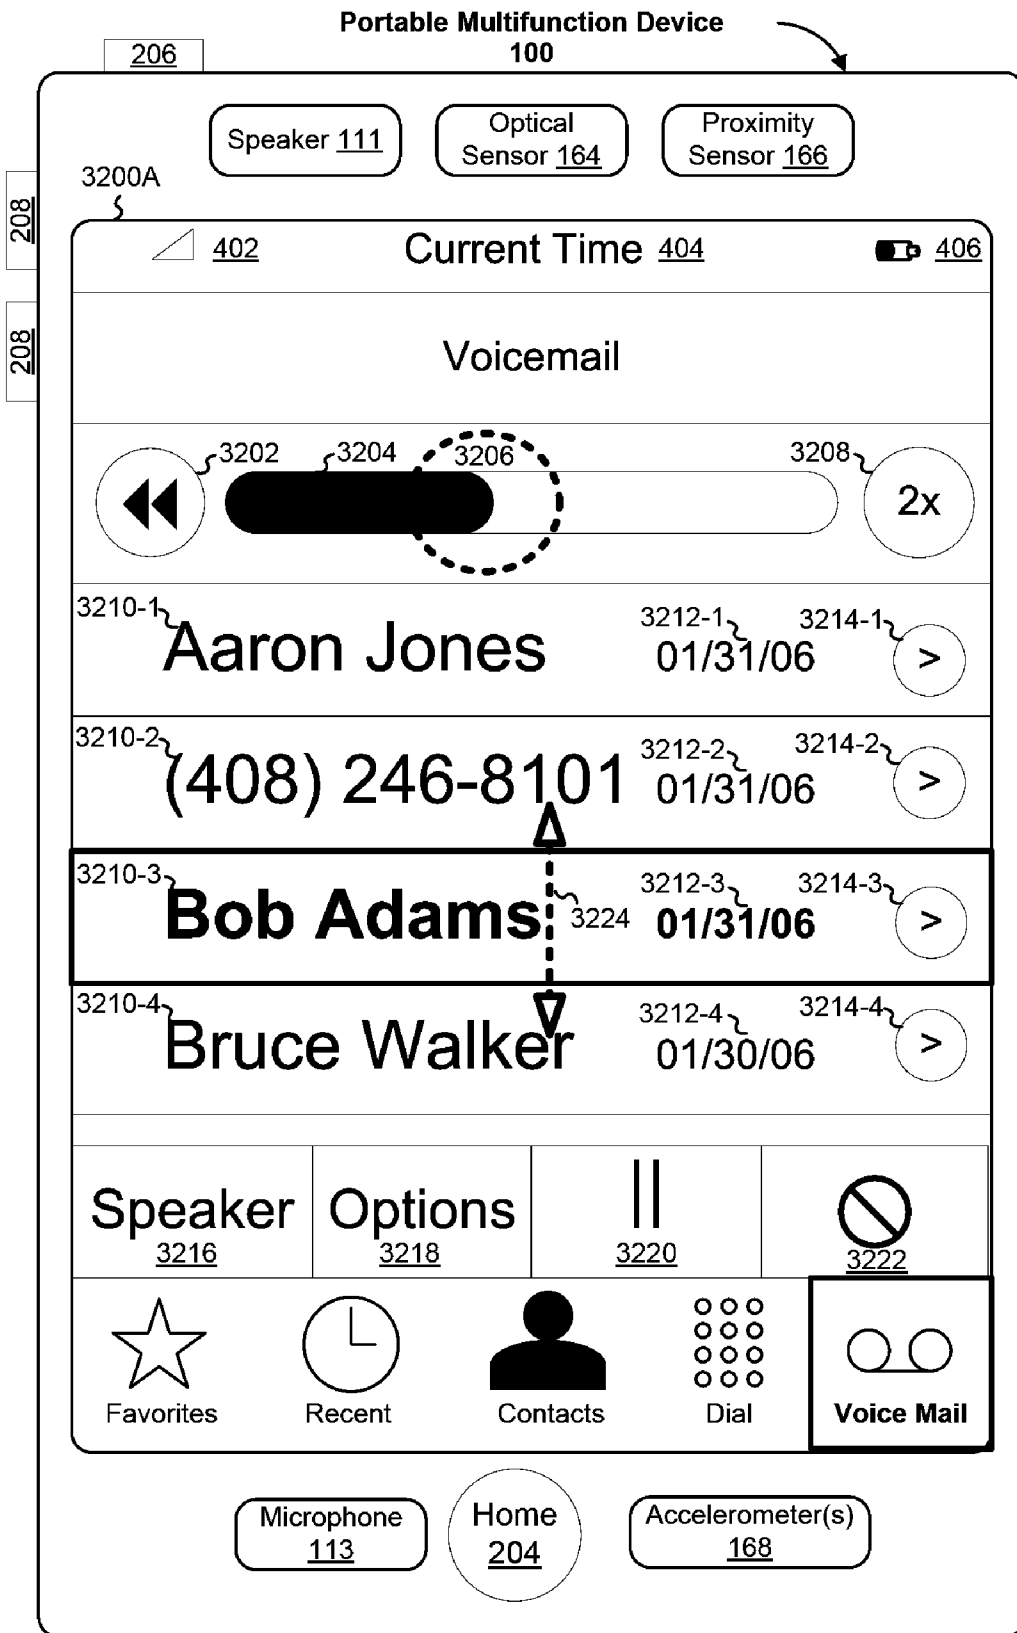 Portable Multifunction Device
100
206
Speaker 111
Optical
Sensor 164
Proximity
Sensor 166
3200A
208
208
402
Current Time 404
406
Voicemail
3202
3204
3206
3208
2x
3210-1
Aaron Jones
3212-1
01/31/06
3214-1
>
3210-2
(408) 246-8101
3212-2
01/31/06
3214-2
>
3210-3
Bob Adams
3224
3212-3
01/31/06
3214-3
>
3210-4
Bruce Walker
3212-4
01/30/06
3214-4
>
Speaker
3216
Options
3218
3220
3222
Favorites
Recent
Contacts
Dial
Voice Mail
Microphone
113
Home
204
Accelerometer(s)
168